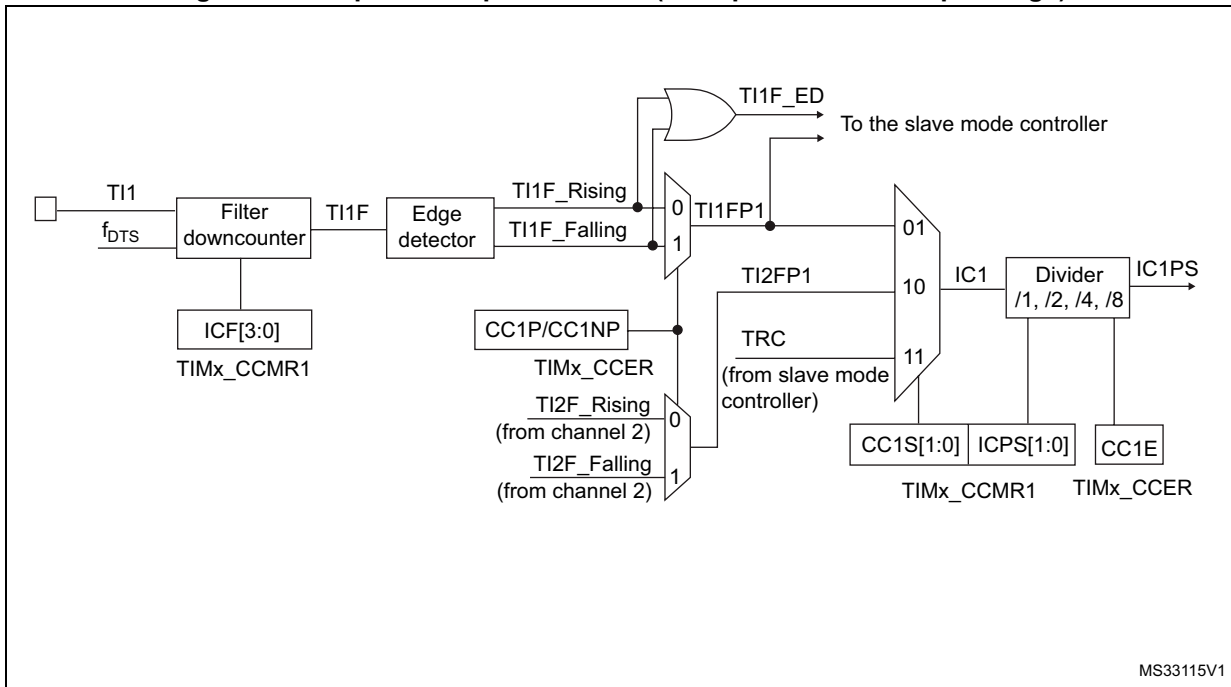 TI1F_ED
To the slave mode controller
TI1
TI1F_Rising
Filter
downcounter
TI1F
Edge
detector
0
TI1FP1
f_DTS
TI1F_Falling
1
01
TI2FP1
10
IC1
Divider
/1, /2, /4, /8
IC1PS
ICF[3:0]
CC1P/CC1NP
TRC
11
TIMx_CCMR1
TIMx_CCER
(from slave mode
controller)
TI2F_Rising
0
(from channel 2)
CC1S[1:0]
ICPS[1:0]
CC1E
TI2F_Falling
1
(from channel 2)
TIMx_CCMR1
TIMx_CCER
MS33115V1